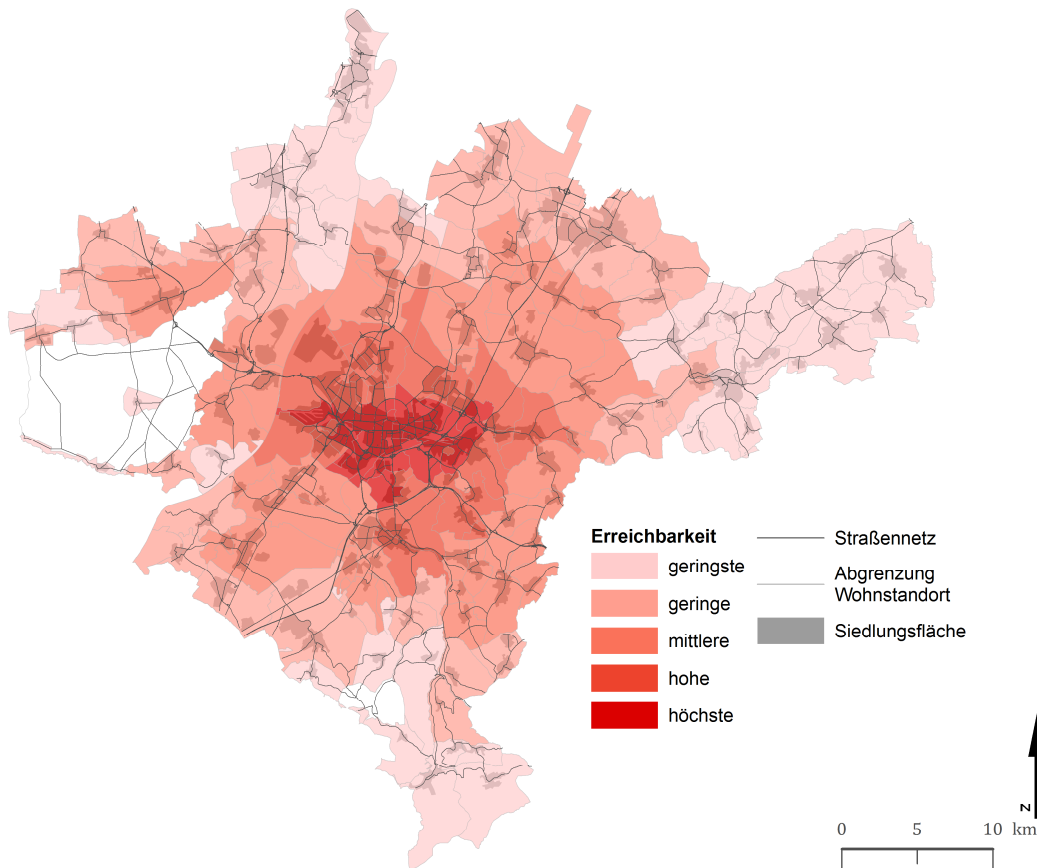 Erreichbarkeit
geringste
geringe
mittlere
hohe
höchste
Straßennetz
Abgrenzung
Wohnstandort
Siedlungsfläche
N
0 5 10 km